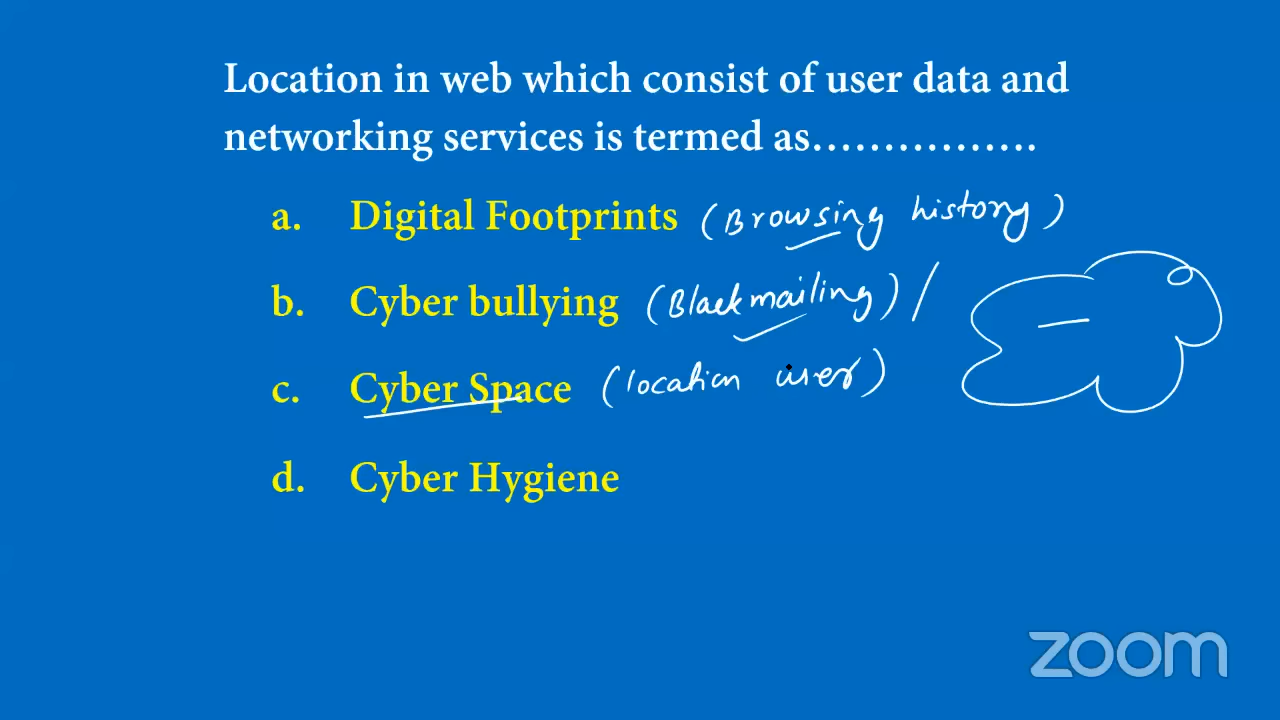 Location in web which consist of user data and
networking services is termed as................
a. Digital Footprints (Browsing history)
b. Cyber bullying (Blackmailing) /
c. Cyber Space (location user)
d. Cyber Hygiene
zoom